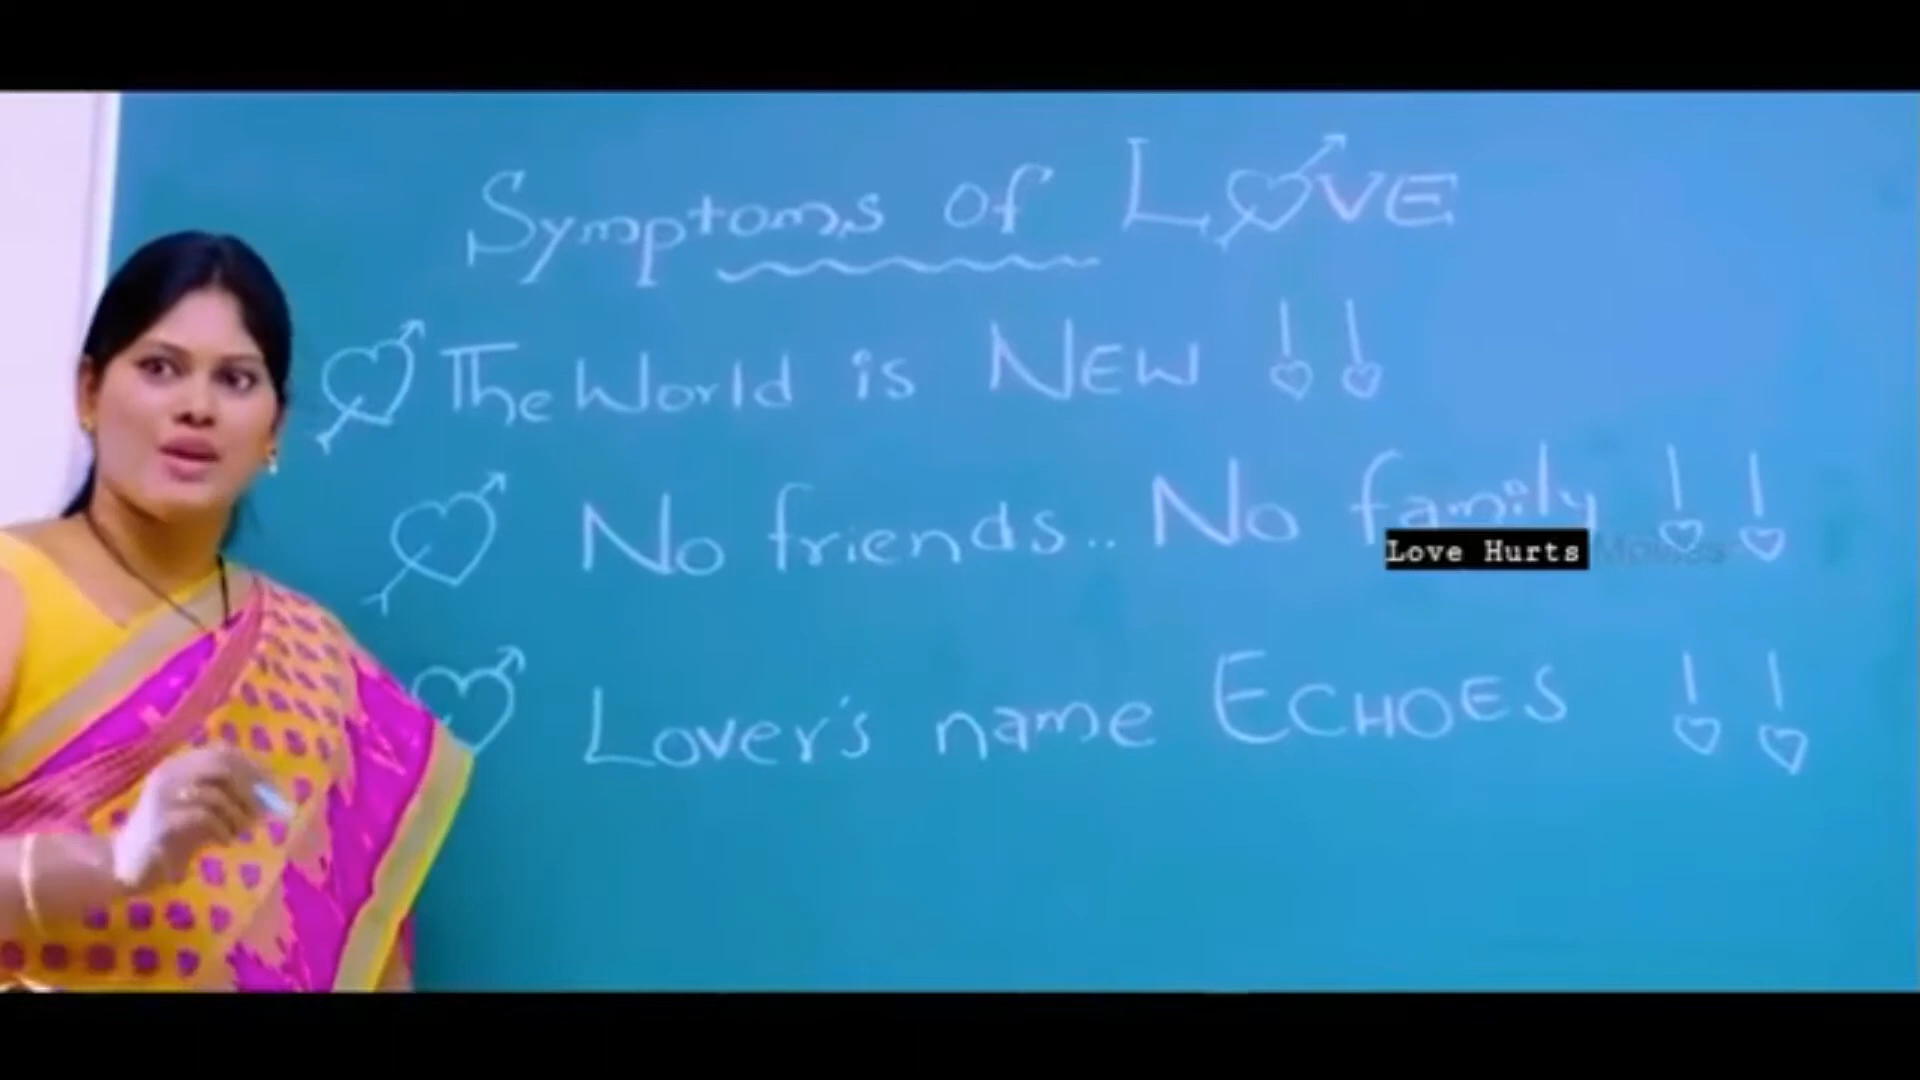 Symptoms of LOVE
The World is NEW !!
No friends.. No family !!
Love Hurts
Lover's name ECHOES !!